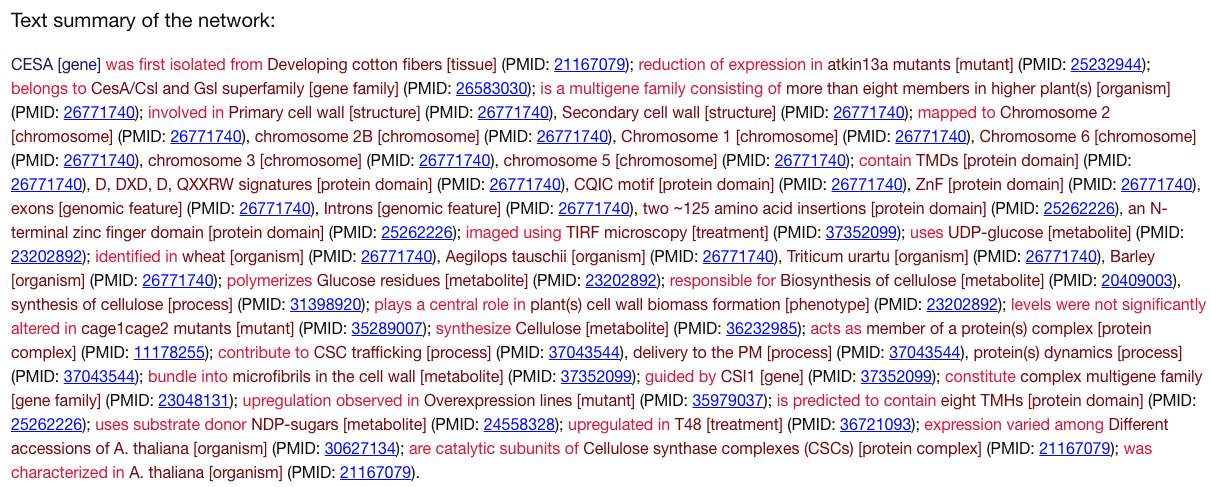 Text summary of the network:
CESA [gene] was first isolated from Developing cotton fibers [tissue] (PMID: 21167079); reduction of expression in atkin13a mutants [mutant] (PMID: 25232944);
belongs to CesA/Csl and Gsl superfamily [gene family] (PMID: 26583030); is a multigene family consisting of more than eight members in higher plant(s) [organism]
(PMID: 26771740); involved in Primary cell wall [structure] (PMID: 26771740), Secondary cell wall [structure] (PMID: 26771740); mapped to Chromosome 2
[chromosome] (PMID: 26771740), chromosome 2B [chromosome] (PMID: 26771740), Chromosome 1 [chromosome] (PMID: 26771740), Chromosome 6 [chromosome]
(PMID: 26771740), chromosome 3 [chromosome] (PMID: 26771740), chromosome 5 [chromosome] (PMID: 26771740); contain TMDs [protein domain] (PMID:
26771740), D, DXD, D, QXXRW signatures [protein domain] (PMID: 26771740), CQIC motif [protein domain] (PMID: 26771740), ZnF [protein domain] (PMID: 26771740),
exons [genomic feature] (PMID: 26771740), Introns [genomic feature] (PMID: 26771740), two ~125 amino acid insertions [protein domain] (PMID: 25262226), an N-
terminal zinc finger domain [protein domain] (PMID: 25262226); imaged using TIRF microscopy [treatment] (PMID: 37352099); uses UDP-glucose [metabolite] (PMID:
23202892); identified in wheat [organism] (PMID: 26771740), Aegilops tauschii [organism] (PMID: 26771740), Triticum urartu [organism] (PMID: 26771740), Barley
[organism] (PMID: 26771740); polymerizes Glucose residues [metabolite] (PMID: 23202892); responsible for Biosynthesis of cellulose [metabolite] (PMID: 20409003),
synthesis of cellulose [process] (PMID: 31398920); plays a central role in plant(s) cell wall biomass formation [phenotype] (PMID: 23202892); levels were not significantly
altered in cage1cage2 mutants [mutant] (PMID: 35289007); synthesize Cellulose [metabolite] (PMID: 36232985); acts as member of a protein(s) complex [protein
complex] (PMID: 11178255); contribute to CSC trafficking [process] (PMID: 37043544), delivery to the PM [process] (PMID: 37043544), protein(s) dynamics [process]
(PMID: 37043544); bundle into microfibrils in the cell wall [metabolite] (PMID: 37352099); guided by CSI1 [gene] (PMID: 37352099); constitute complex multigene family
[gene family] (PMID: 23048131); upregulation observed in Overexpression lines [mutant] (PMID: 35979037); is predicted to contain eight TMHs [protein domain] (PMID:
25262226); uses substrate donor NDP-sugars [metabolite] (PMID: 24558328); upregulated in T48 [treatment] (PMID: 36721093); expression varied among Different
accessions of A. thaliana [organism] (PMID: 30627134); are catalytic subunits of Cellulose synthase complexes (CSCs) [protein complex] (PMID: 21167079); was
characterized in A. thaliana [organism] (PMID: 21167079).